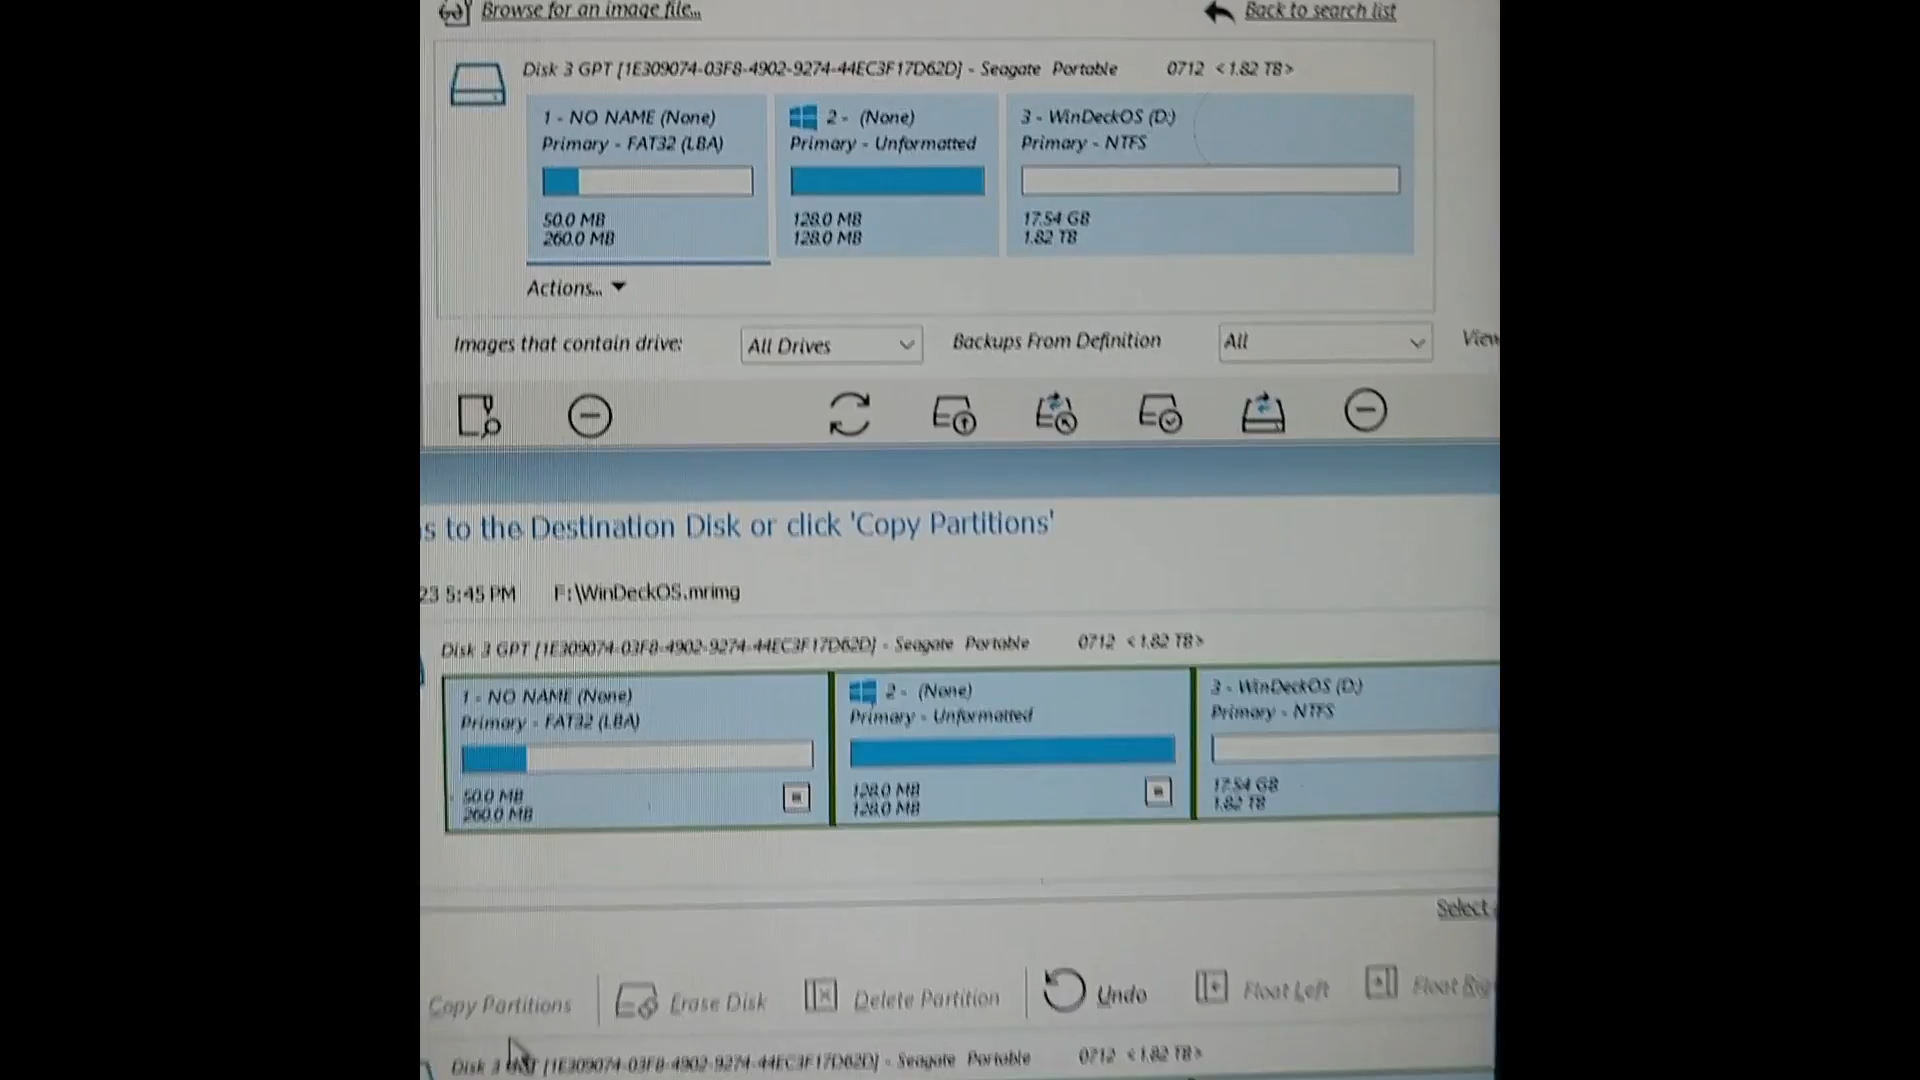 Browse for an image file...
Back to search list
Disk 3 GPT [1E309074-03F8-4902-9274-44EC3F17D62D] - Seagate Portable 0712 <1.82 TB>
1 - NO NAME (None)
Primary - FAT32 (LBA)
50.0 MB
260.0 MB
2 - (None)
Primary - Unformatted
128.0 MB
128.0 MB
3 - WinDeckOS (D:)
Primary - NTFS
17.54 GB
1.82 TB
Actions...
Images that contain drive: All Drives Backups From Definition All View
s to the Destination Disk or click 'Copy Partitions'
23 5:45 PM F:\WinDeckOS.mrimg
Disk 3 GPT [1E309074-03F8-4902-9274-44EC3F17D62D] - Seagate Portable 0712 <1.82 TB>
1 - NO NAME (None)
Primary - FAT32 (LBA)
50.0 MB
260.0 MB
2 - (None)
Primary - Unformatted
128.0 MB
128.0 MB
3 - WinDeckOS (D:)
Primary - NTFS
17.54 GB
1.82 TB
Select
Copy Partitions Erase Disk Delete Partition Undo Float Left Float Rig
Disk 3 GPT [1E309074-03F8-4902-9274-44EC3F17D62D] - Seagate Portable 0712 <1.82 TB>